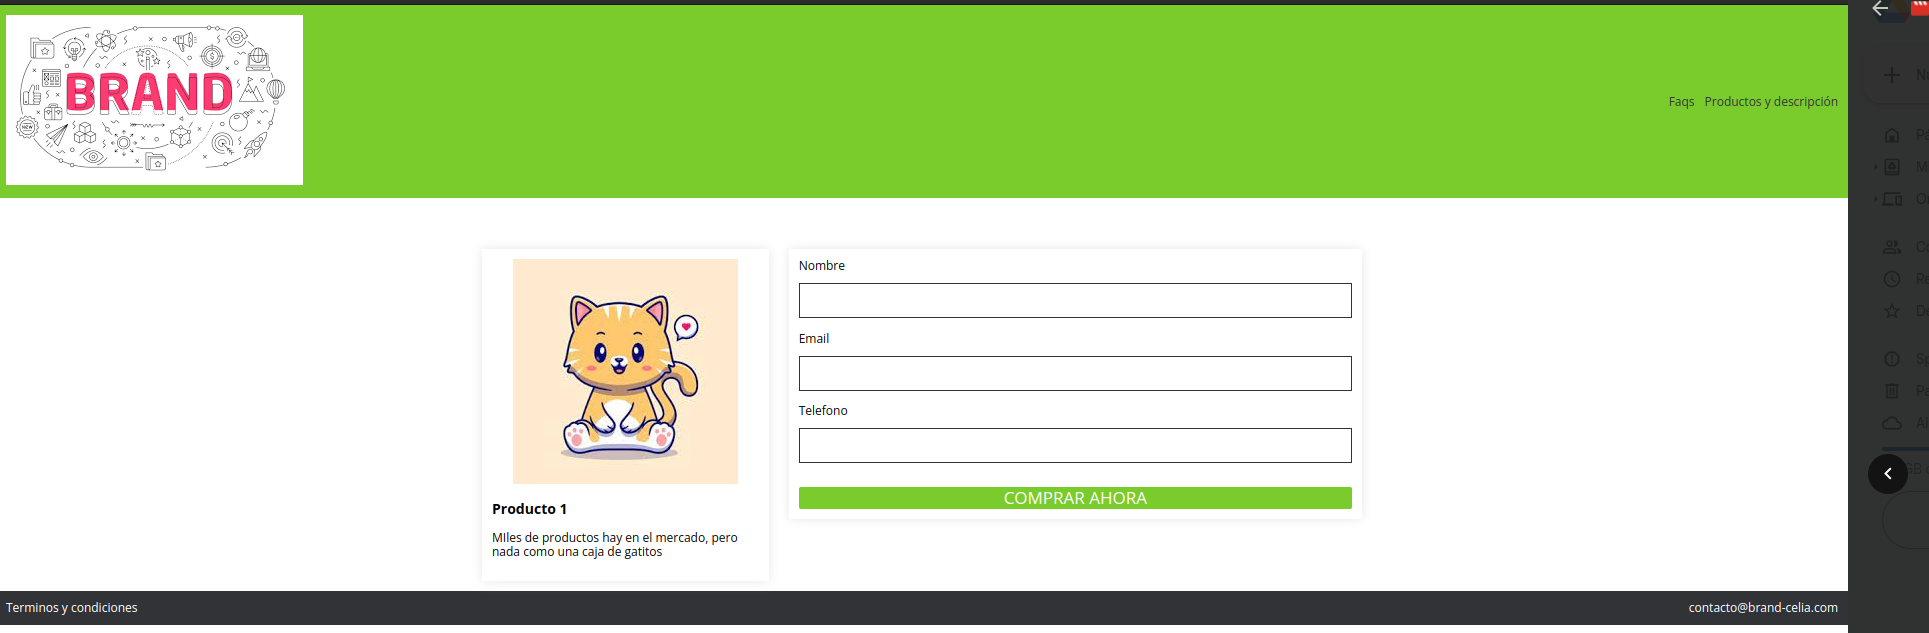 BRAND
NEW
Faqs Productos y descripción
Nombre
Email
Telefono
COMPRAR AHORA
Producto 1
MIles de productos hay en el mercado, pero
nada como una caja de gatitos
Terminos y condiciones
contacto@brand-celia.com